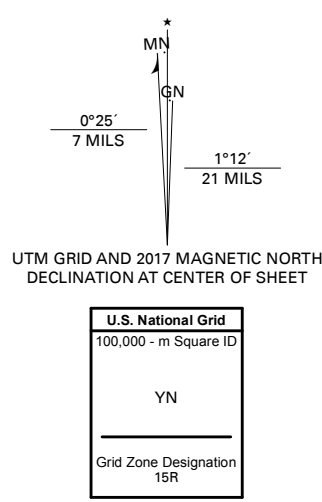 MN
GN
0°25´
7 MILS
1°12´
21 MILS
UTM GRID AND 2017 MAGNETIC NORTH
DECLINATION AT CENTER OF SHEET
U.S. National Grid
100,000 - m Square ID
YN
Grid Zone Designation
15R